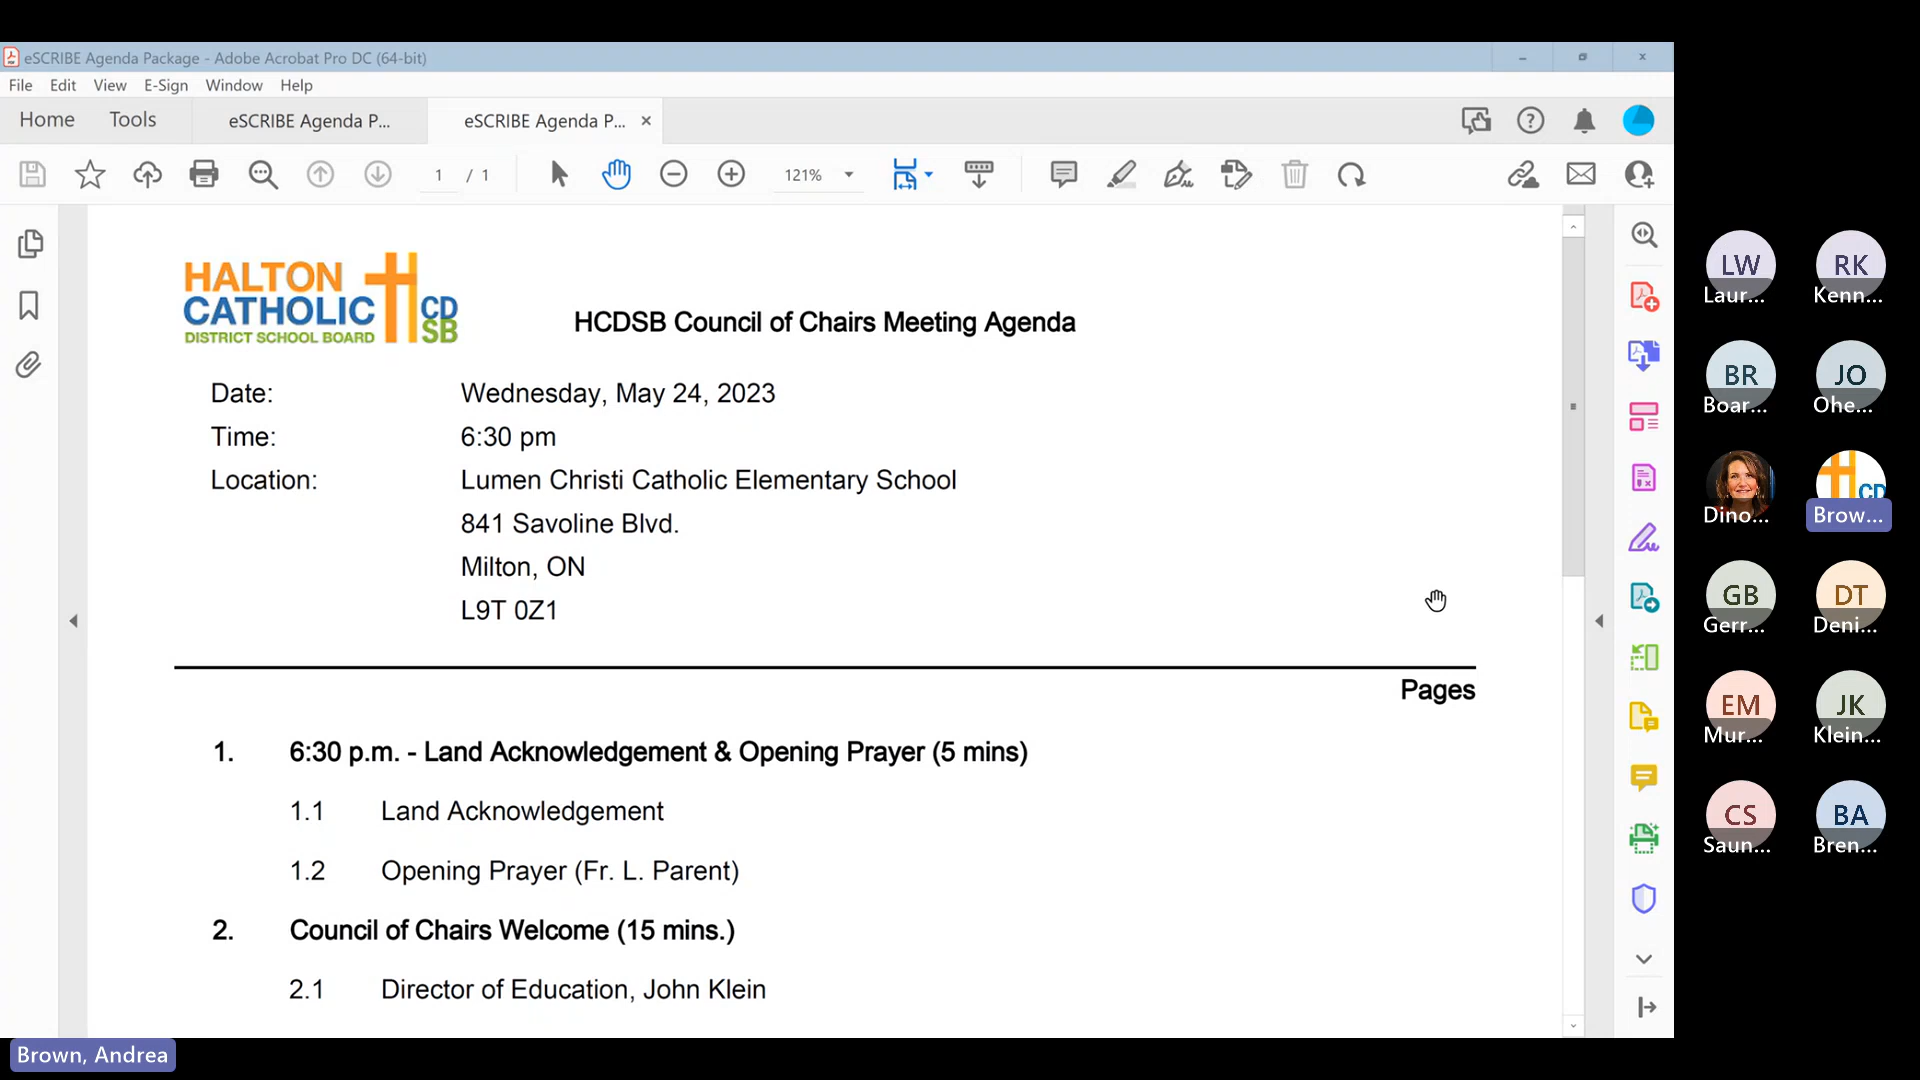 eSCRIBE Agenda Package - Adobe Acrobat Pro DC (64-bit)
File Edit View E-Sign Window Help
Home Tools eSCRIBE Agenda P... eSCRIBE Agenda P...
1 / 1 121%
HALTON
CATHOLIC
DISTRICT SCHOOL BOARD
CD
SB
HCDSB Council of Chairs Meeting Agenda
Date: Wednesday, May 24, 2023
Time: 6:30 pm
Location: Lumen Christi Catholic Elementary School
841 Savoline Blvd.
Milton, ON
L9T 0Z1
Pages
1. 6:30 p.m. - Land Acknowledgement & Opening Prayer (5 mins)
1.1 Land Acknowledgement
1.2 Opening Prayer (Fr. L. Parent)
2. Council of Chairs Welcome (15 mins.)
2.1 Director of Education, John Klein
LW RK
Laur... Kenn...
BR JO
Boar... Ohe...
CD
Dino... Brow...
GB DT
Gerr... Deni...
EM JK
Mur... Klein...
CS BA
Saun... Bren...
Brown, Andrea